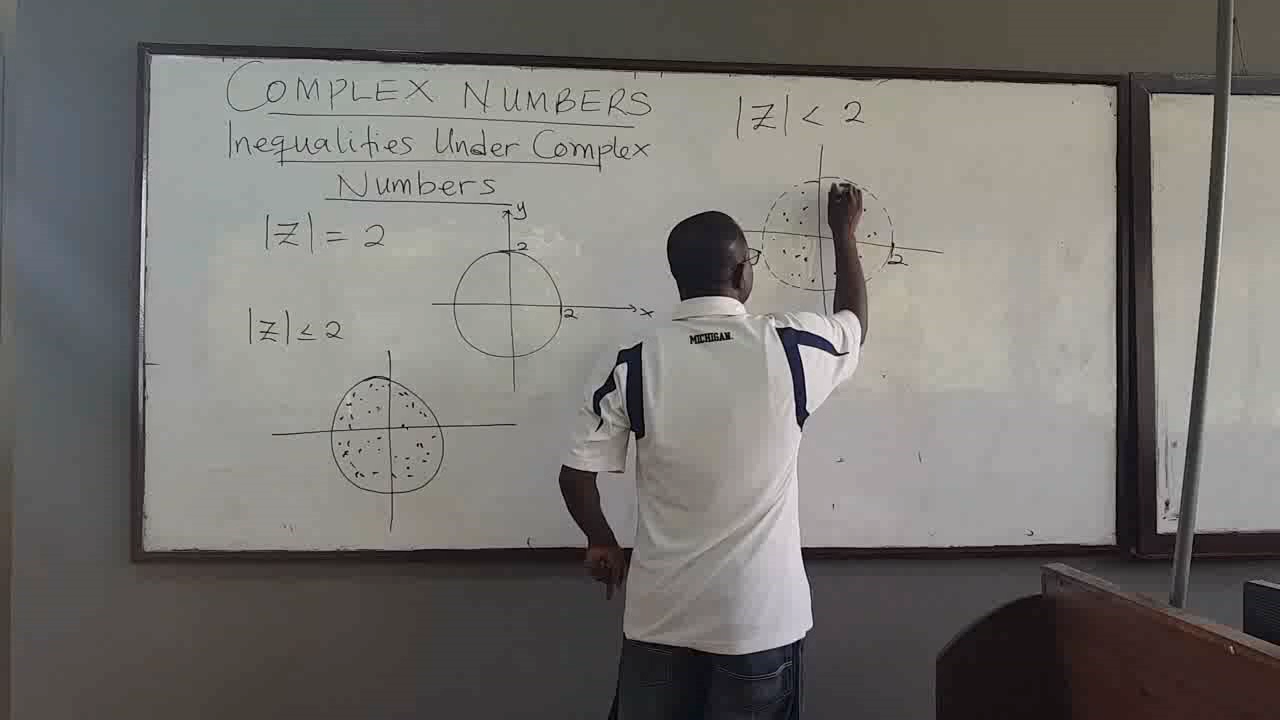 COMPLEX NUMBERS
Inequalities Under Complex
Numbers
|Z| = 2
y
2
2
x
|Z| ≤ 2
|Z| < 2
2
MICHIGAN.